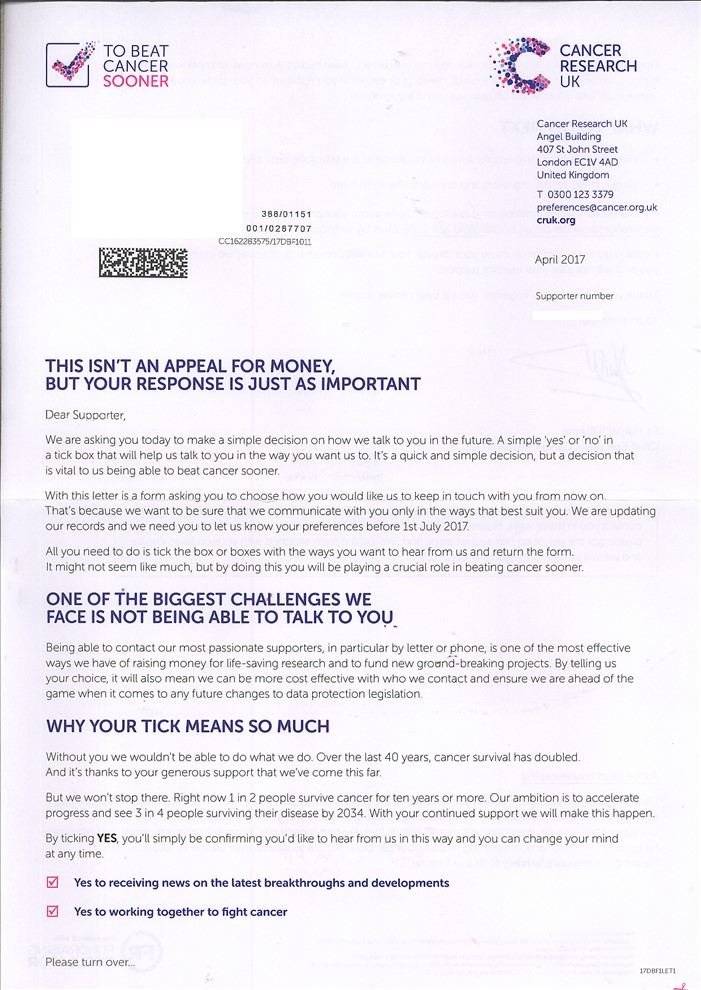 TO BEAT
CANCER
SOONER
CANCER
RESEARCH
UK
Cancer Research UK
Angel Building
407 St John Street
London EC1V 4AD
United Kingdom
T 0300 123 3379
preferences@cancer.org.uk
cruk.org
388/01151
001/0287707
CC162283575/17DBF1011
April 2017
Supporter number
THIS ISN'T AN APPEAL FOR MONEY,
BUT YOUR RESPONSE IS JUST AS IMPORTANT
Dear Supporter,
We are asking you today to make a simple decision on how we talk to you in the future. A simple 'yes' or 'no' in
a tick box that will help us talk to you in the way you want us to. It's a quick and simple decision, but a decision that
is vital to us being able to beat cancer sooner.
With this letter is a form asking you to choose how you would like us to keep in touch with you from now on.
That's because we want to be sure that we communicate with you only in the ways that best suit you. We are updating
our records and we need you to let us know your preferences before 1st July 2017.
All you need to do is tick the box or boxes with the ways you want to hear from us and return the form.
It might not seem like much, but by doing this you will be playing a crucial role in beating cancer sooner.
ONE OF THE BIGGEST CHALLENGES WE
FACE IS NOT BEING ABLE TO TALK TO YOU
Being able to contact our most passionate supporters, in particular by letter or phone, is one of the most effective
ways we have of raising money for life-saving research and to fund new ground-breaking projects. By telling us
your choice, it will also mean we can be more cost effective with who we contact and ensure we are ahead of the
game when it comes to any future changes to data protection legislation.
WHY YOUR TICK MEANS SO MUCH
Without you we wouldn't be able to do what we do. Over the last 40 years, cancer survival has doubled.
And it's thanks to your generous support that we've come this far.
But we won't stop there. Right now 1 in 2 people survive cancer for ten years or more. Our ambition is to accelerate
progress and see 3 in 4 people surviving their disease by 2034. With your continued support we will make this happen.
By ticking YES, you'll simply be confirming you'd like to hear from us in this way and you can change your mind
at any time.
Yes to receiving news on the latest breakthroughs and developments
Yes to working together to fight cancer
Please turn over...
17DBF1LET1